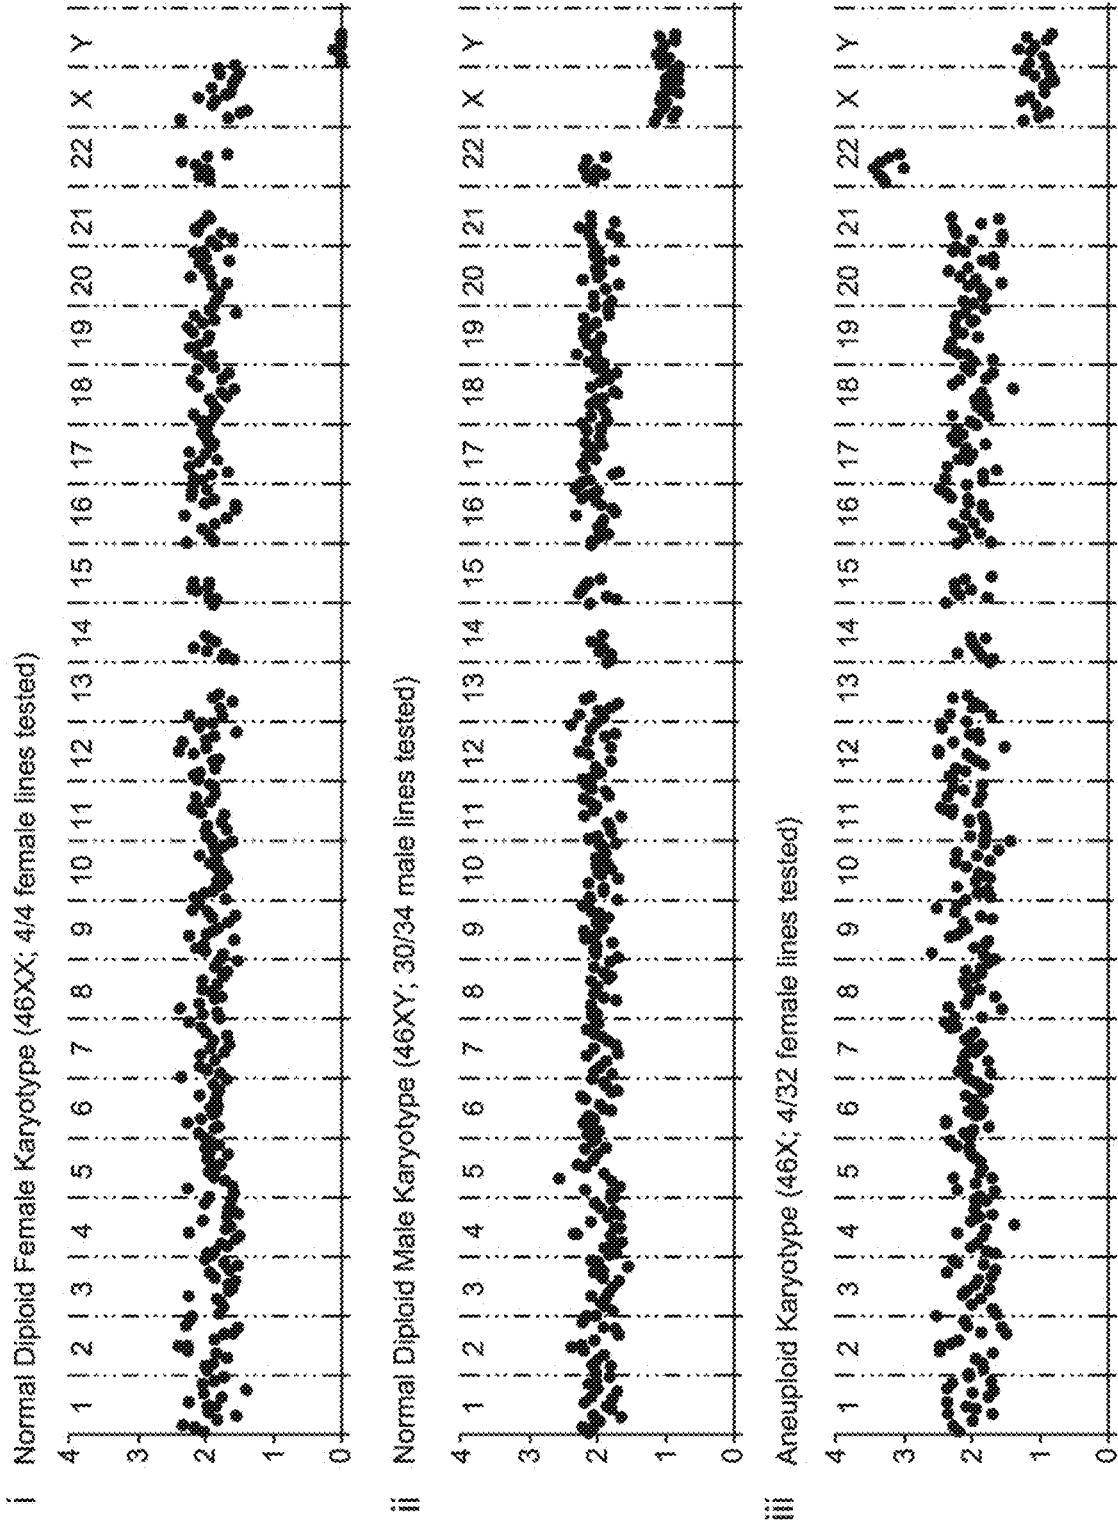 i Normal Diploid Female Karyotype (46XX; 4/4 female lines tested)
1 2 3 4 5 6 7 8 9 10 11 12 13 14 15 16 17 18 19 20 21 22 X Y
4
3
2
1
0
ii Normal Diploid Male Karyotype (46XY; 30/34 male lines tested)
1 2 3 4 5 6 7 8 9 10 11 12 13 14 15 16 17 18 19 20 21 22 X Y
4
3
2
1
0
iii Aneuploid Karyotype (46X; 4/32 female lines tested)
1 2 3 4 5 6 7 8 9 10 11 12 13 14 15 16 17 18 19 20 21 22 X Y
4
3
2
1
0